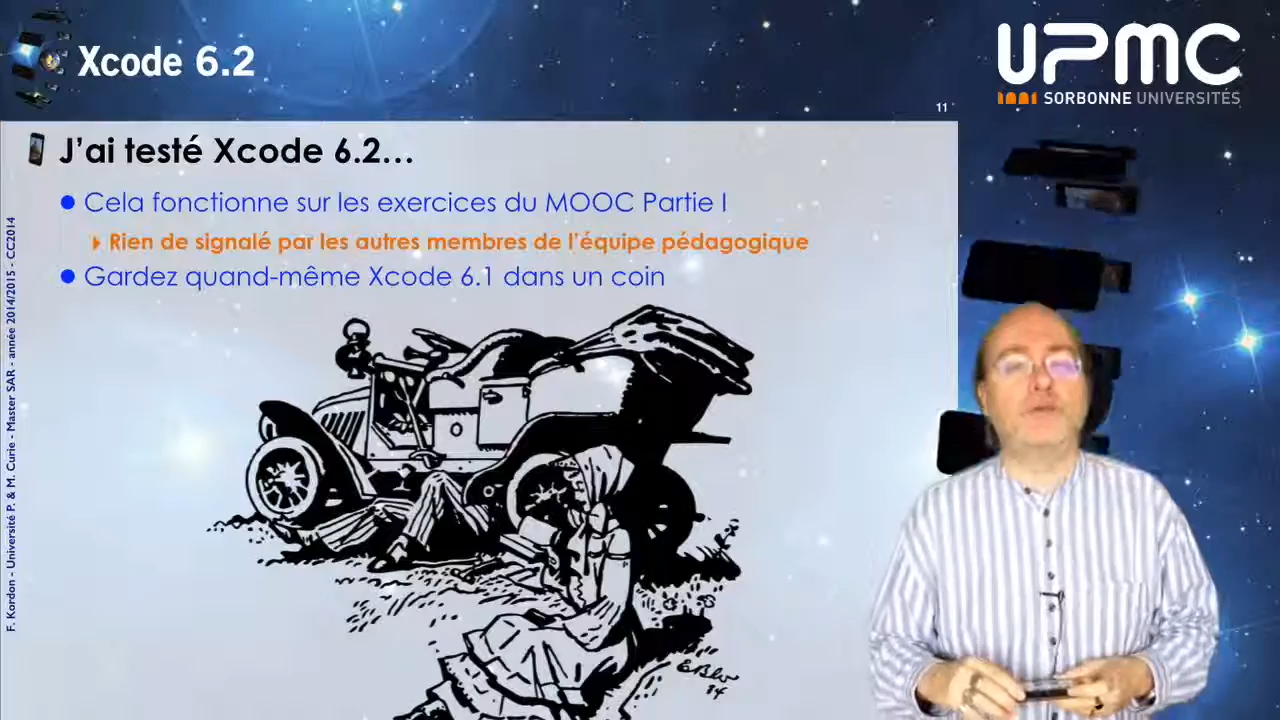 Xcode 6.2
UPMC
SORBONNE UNIVERSITÉS
11
J'ai testé Xcode 6.2...
Cela fonctionne sur les exercices du MOOC Partie I
Rien de signalé par les autres membres de l'équipe pédagogique
Gardez quand-même Xcode 6.1 dans un coin
F. Kordon - Université P. & M. Curie - Master SAR - année 2014/2015 - CC2014